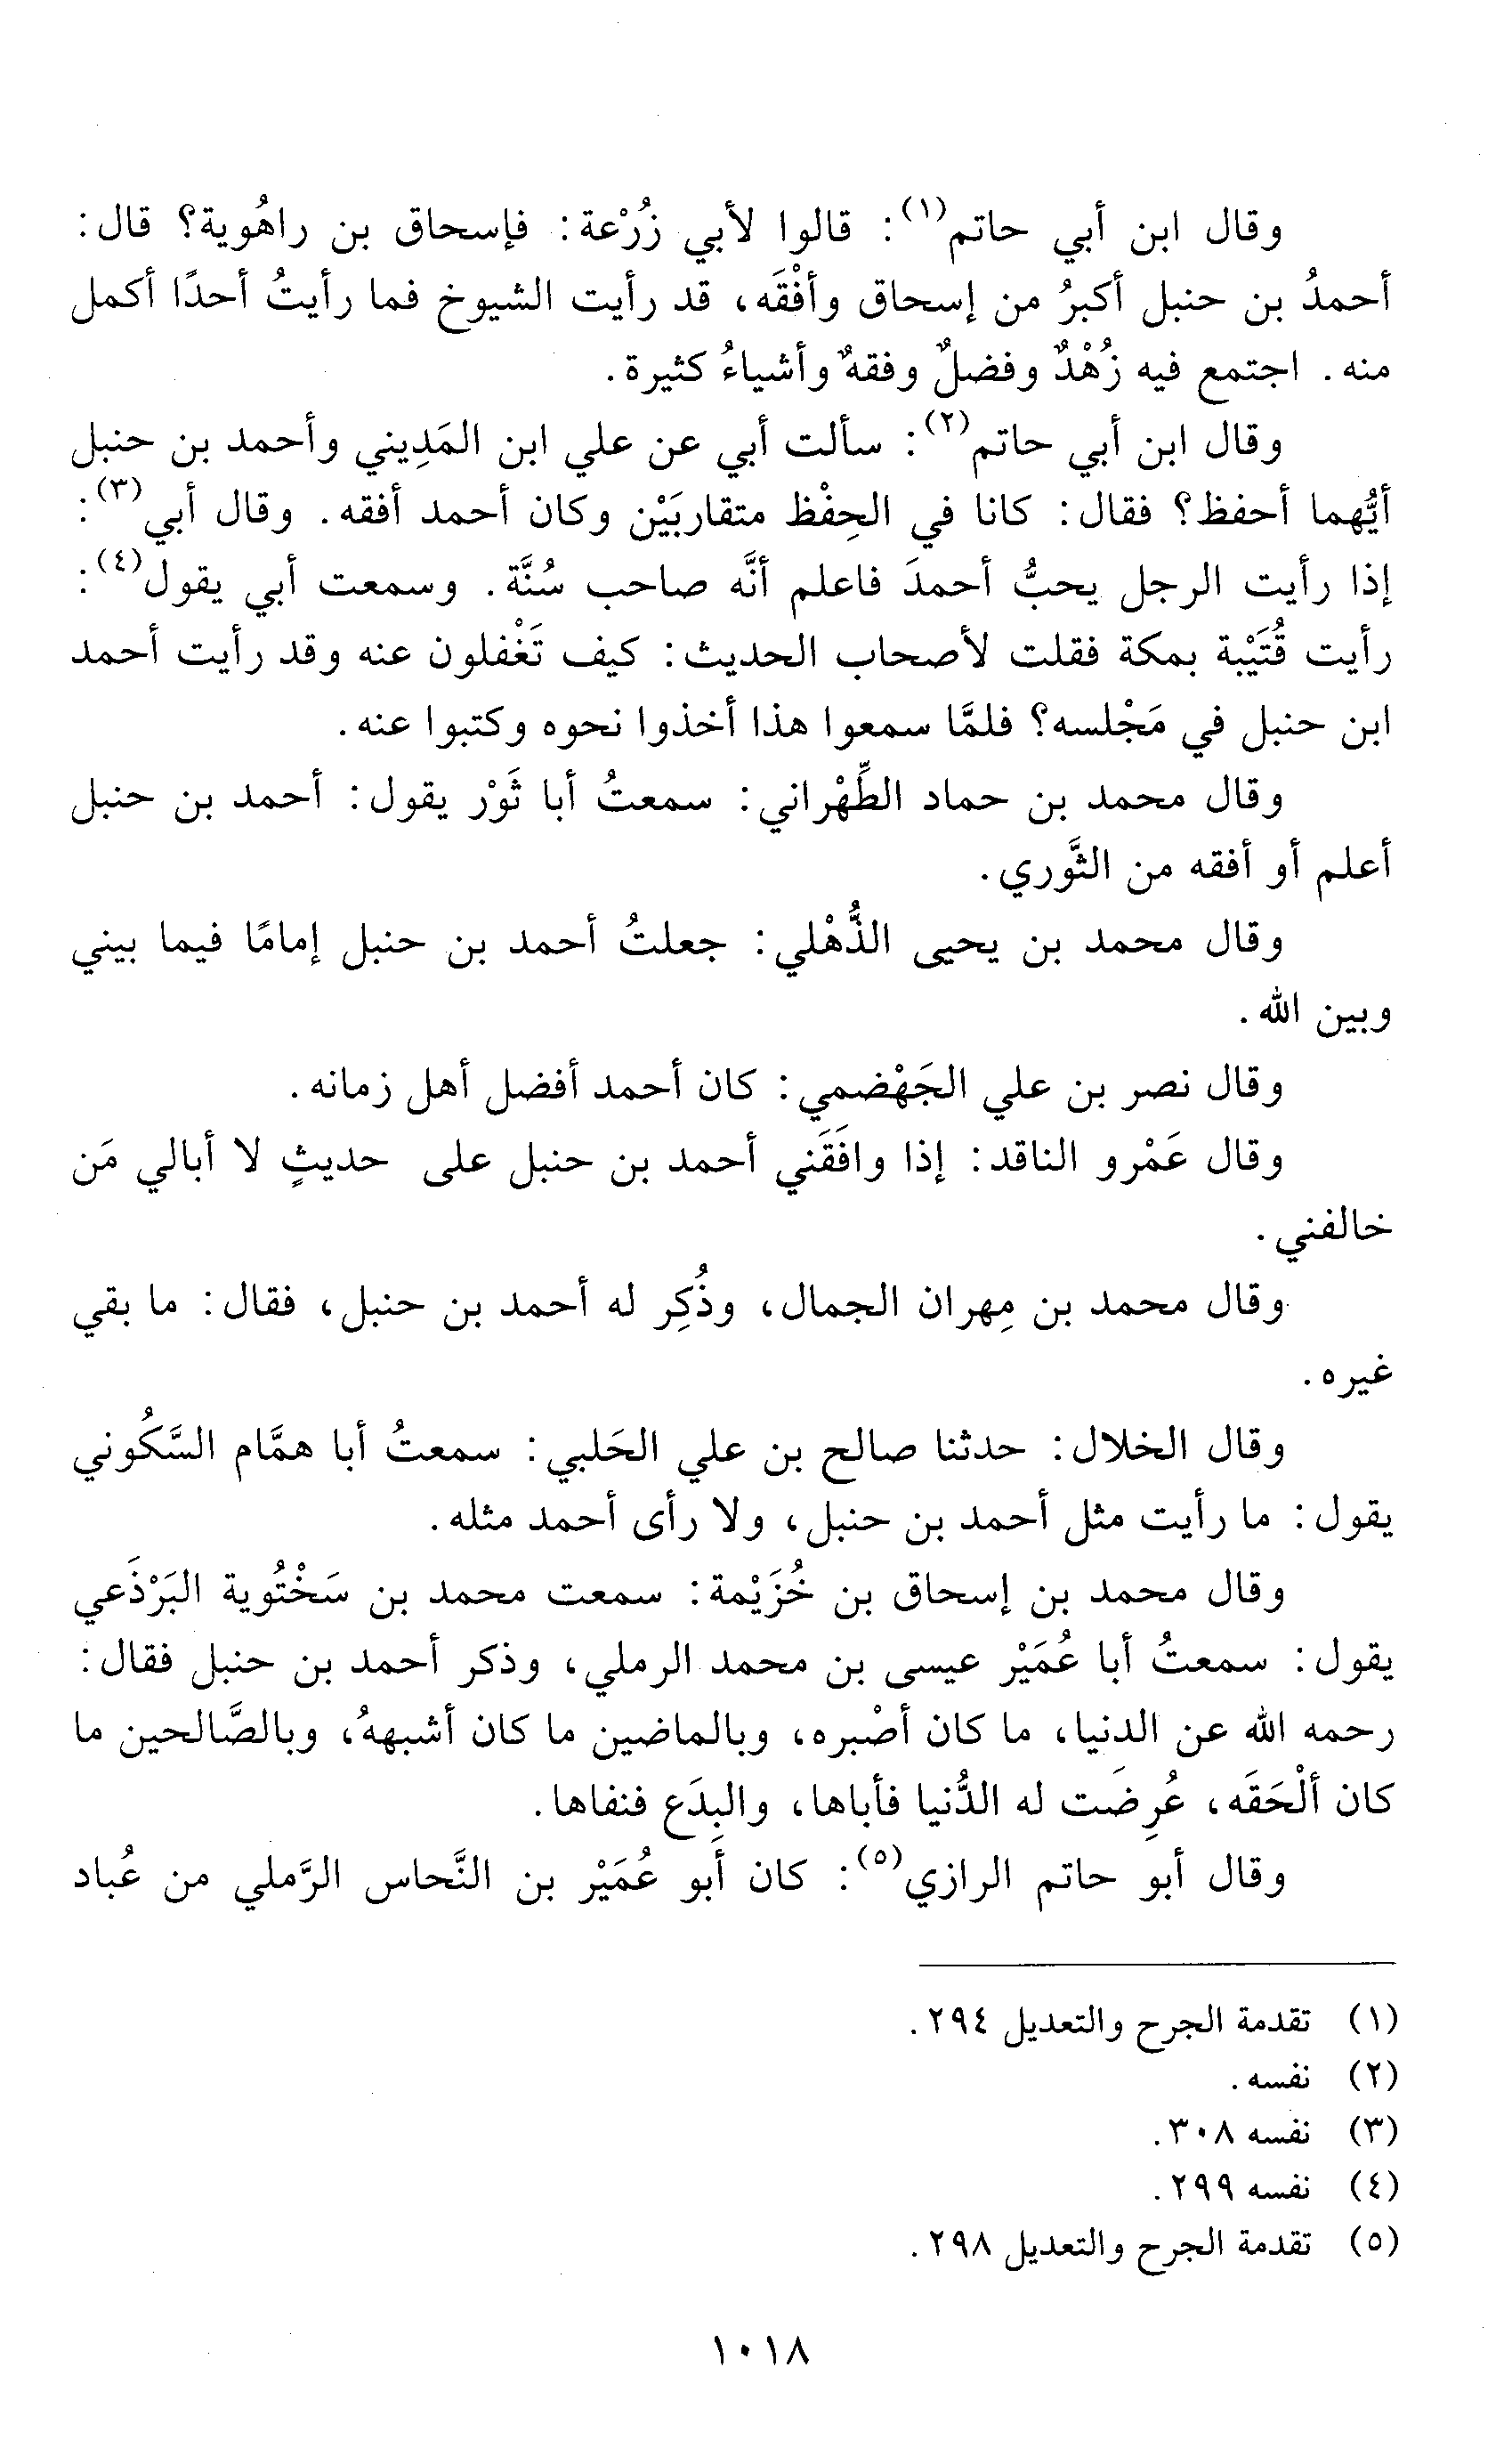 وقال ابن أبي حاتم(١): قالوا لأبي زُرْعة: فإسحاق بن راهُوية؟ قال:
أحمدُ بن حنبل أكبرُ من إسحاق وأفْقَه، قد رأيت الشيوخ فما رأيتُ أحدًا أكمل
منه. اجتمع فيه زُهْدٌ وفضلٌ وفقهٌ وأشياءُ كثيرة.
وقال ابن أبي حاتم(٢): سألت أبي عن علي ابن المَدِيني وأحمد بن حنبل
أيُّهما أحفظ؟ فقال: كانا في الحِفْظ متقاربَيْن وكان أحمد أفقه. وقال أبي(٣):
إذا رأيت الرجل يحبُّ أحمدَ فاعلم أنَّه صاحب سُنَّة. وسمعت أبي يقول(٤):
رأيت قُتَيْبة بمكة فقلت لأصحاب الحديث: كيف تَغْفلون عنه وقد رأيت أحمد
ابن حنبل في مَجْلسه؟ فلمَّا سمعوا هذا أخذوا نحوه وكتبوا عنه.
وقال محمد بن حماد الطِّهْراني: سمعتُ أبا ثَوْر يقول: أحمد بن حنبل
أعلم أو أفقه من الثَّوري.
وقال محمد بن يحيى الذُّهْلي: جعلتُ أحمد بن حنبل إمامًا فيما بيني
وبين الله.
وقال نصر بن علي الجَهْضمي: كان أحمد أفضل أهل زمانه.
وقال عَمْرو الناقد: إذا وافَقَني أحمد بن حنبل على حديثٍ لا أبالي مَن
خالفني.
وقال محمد بن مِهران الجمال، وذُكِر له أحمد بن حنبل، فقال: ما بقي
غيره.
وقال الخلال: حدثنا صالح بن علي الحَلبي: سمعتُ أبا همَّام السَّكُوني
يقول: ما رأيت مثل أحمد بن حنبل، ولا رأى أحمد مثله.
وقال محمد بن إسحاق بن خُزَيْمة: سمعت محمد بن سَخْتُوية البَرْذَعي
يقول: سمعتُ أبا عُمَيْر عيسى بن محمد الرملي، وذكر أحمد بن حنبل فقال:
رحمه الله عن الدنيا، ما كان أصْبره، وبالماضين ما كان أشبههُ، وبالصَّالحين ما
كان ألْحَقَه، عُرِضَت له الدُّنيا فأباها، والبِدَع فنفاها.
وقال أبو حاتم الرازي(٥): كان أبو عُمَيْر بن النَّحاس الرَّملي من عُباد
(١) تقدمة الجرح والتعديل ٢٩٤.
(٢) نفسه.
(٣) نفسه ٣٠٨.
(٤) نفسه ٢٩٩.
(٥) تقدمة الجرح والتعديل ٢٩٨.
١٠١٨